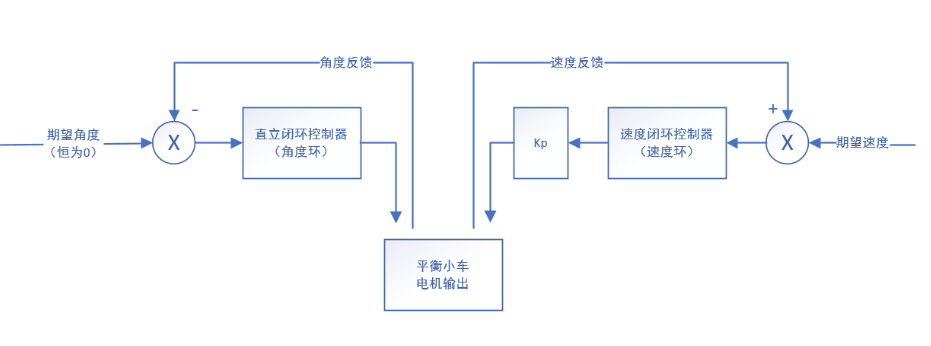 角度反馈
速度反馈
-
+
期望角度
（恒为0）
X
直立闭环控制器
（角度环）
Kp
速度闭环控制器
（速度环）
X
期望速度
平衡小车
电机输出